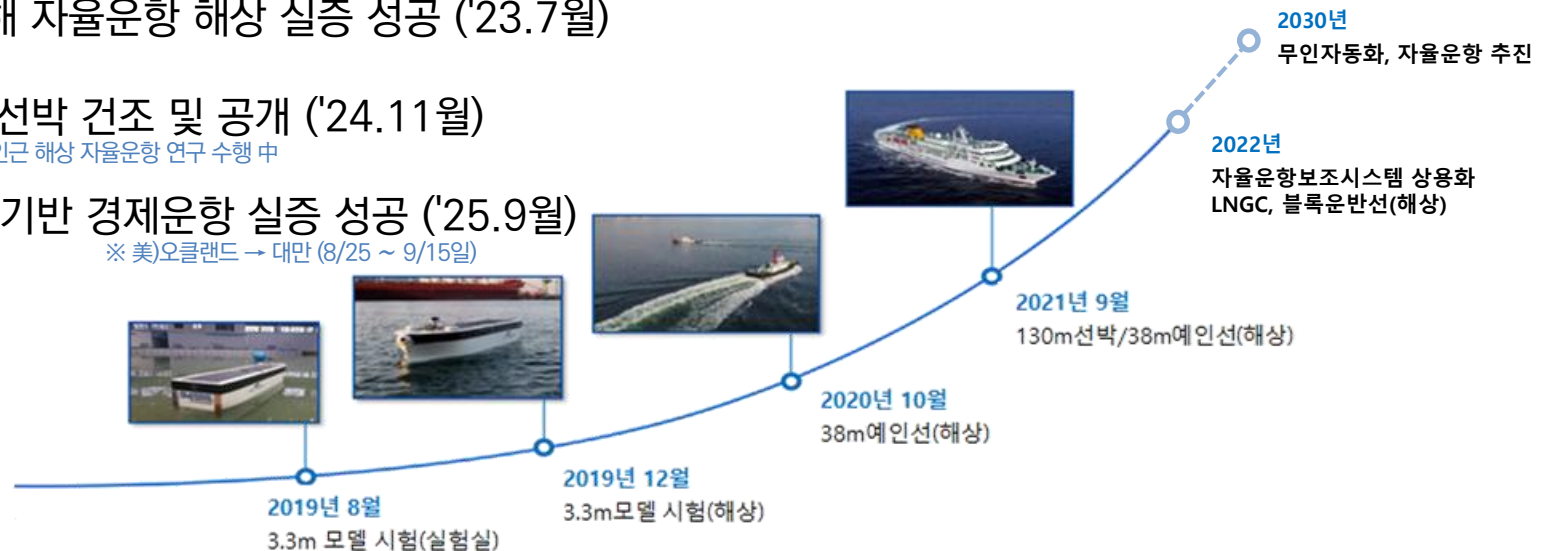 해 자율운항 해상 실증 성공 ('23.7월)
선박 건조 및 공개 ('24.11월)
인근 해상 자율운항 연구 수행 中
기반 경제운항 실증 성공 ('25.9월)
※ 美)오클랜드 → 대만 (8/25 ~ 9/15일)
2019년 8월
3.3m 모델 시험(실험실)
2019년 12월
3.3m모델 시험(해상)
2020년 10월
38m예인선(해상)
2021년 9월
130m선박/38m예인선(해상)
2022년
자율운항보조시스템 상용화
LNGC, 블록운반선(해상)
2030년
무인자동화, 자율운항 추진